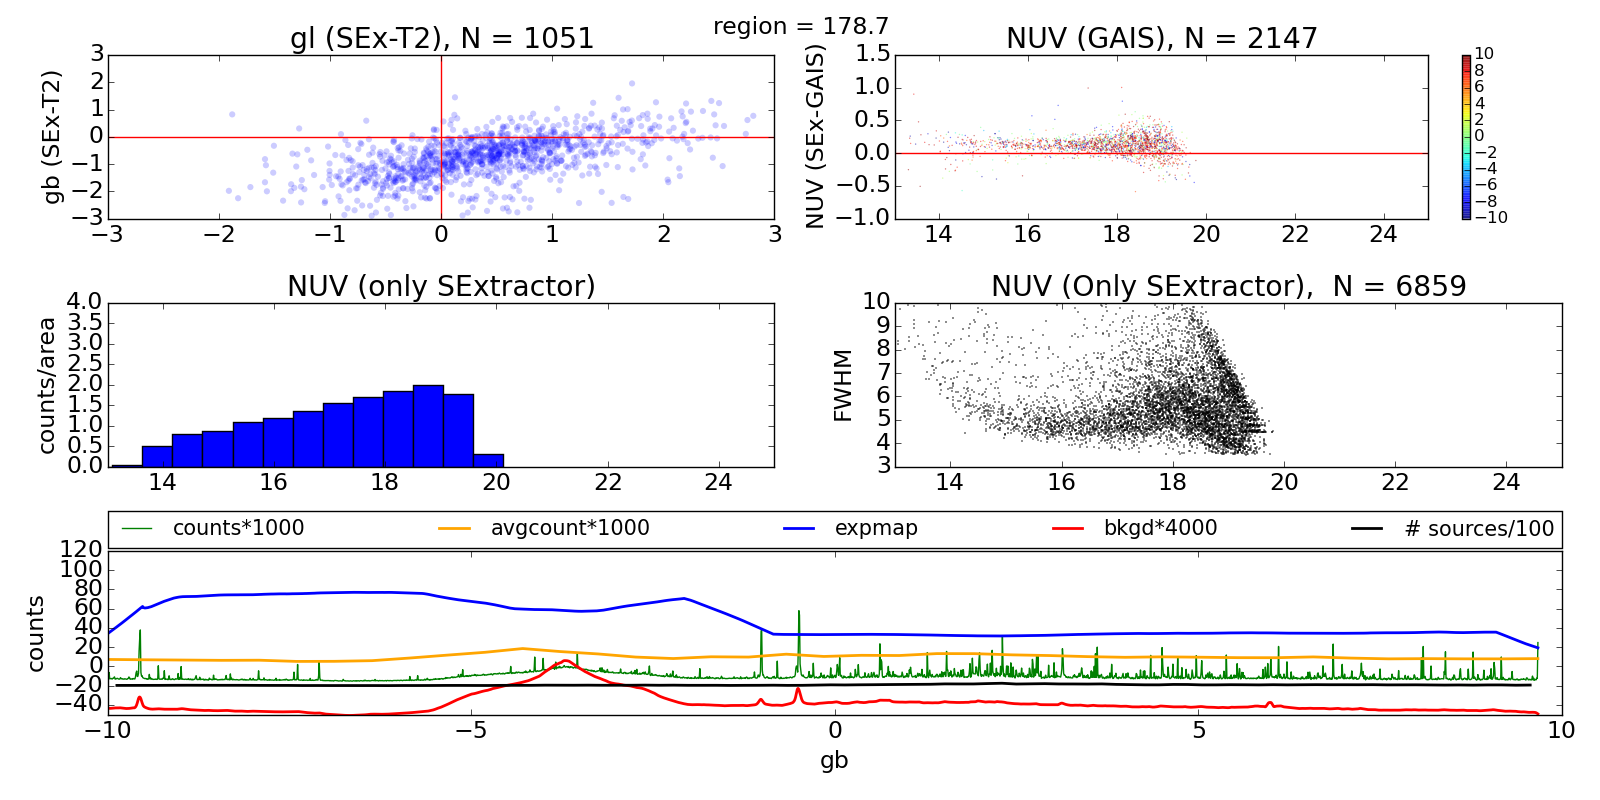 region = 178.7
gl (SEx-T2), N = 1051
NUV (GAIS), N = 2147
gb (SEx-T2)
3
2
1
0
−1
−2
−3
−3 −2 −1 0 1 2 3
NUV (SEx-GAIS)
1.5
1.0
0.5
0.0
−0.5
−1.0
14 16 18 20 22 24
10
8
6
4
2
0
−2
−4
−6
−8
−10
NUV (only SExtractor)
counts/area
4.0
3.5
3.0
2.5
2.0
1.5
1.0
0.5
0.0
14 16 18 20 22 24
NUV (Only SExtractor), N = 6859
FWHM
10
9
8
7
6
5
4
3
14 16 18 20 22 24
counts*1000 avgcount*1000 expmap bkgd*4000 # sources/100
counts
120
100
80
60
40
20
0
−20
−40
−10 −5 0 5 10
gb